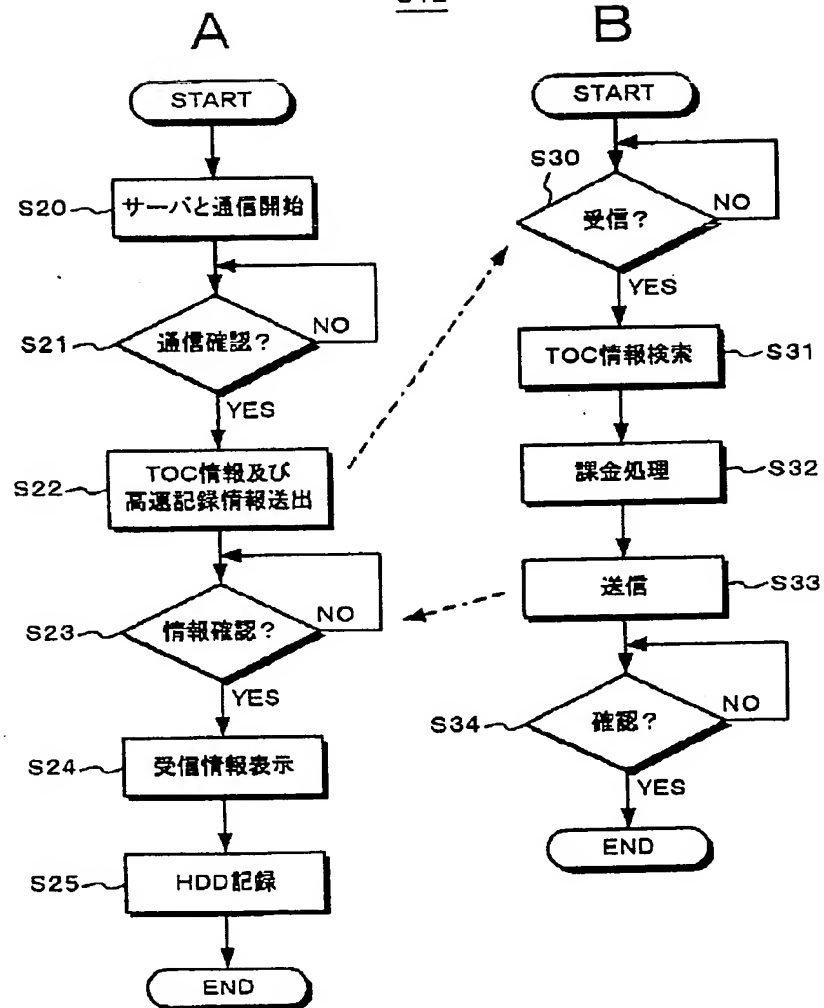 A
START
S20
サーバと通信開始
S21
通信確認?
NO
YES
S22
TOC情報及び
高速記録情報送出
S23
情報確認?
NO
YES
S24
受信情報表示
S25
HDD記録
END
B
START
S30
受信?
NO
YES
TOC情報検索
S31
課金処理
S32
送信
S33
S34
確認?
NO
YES
END